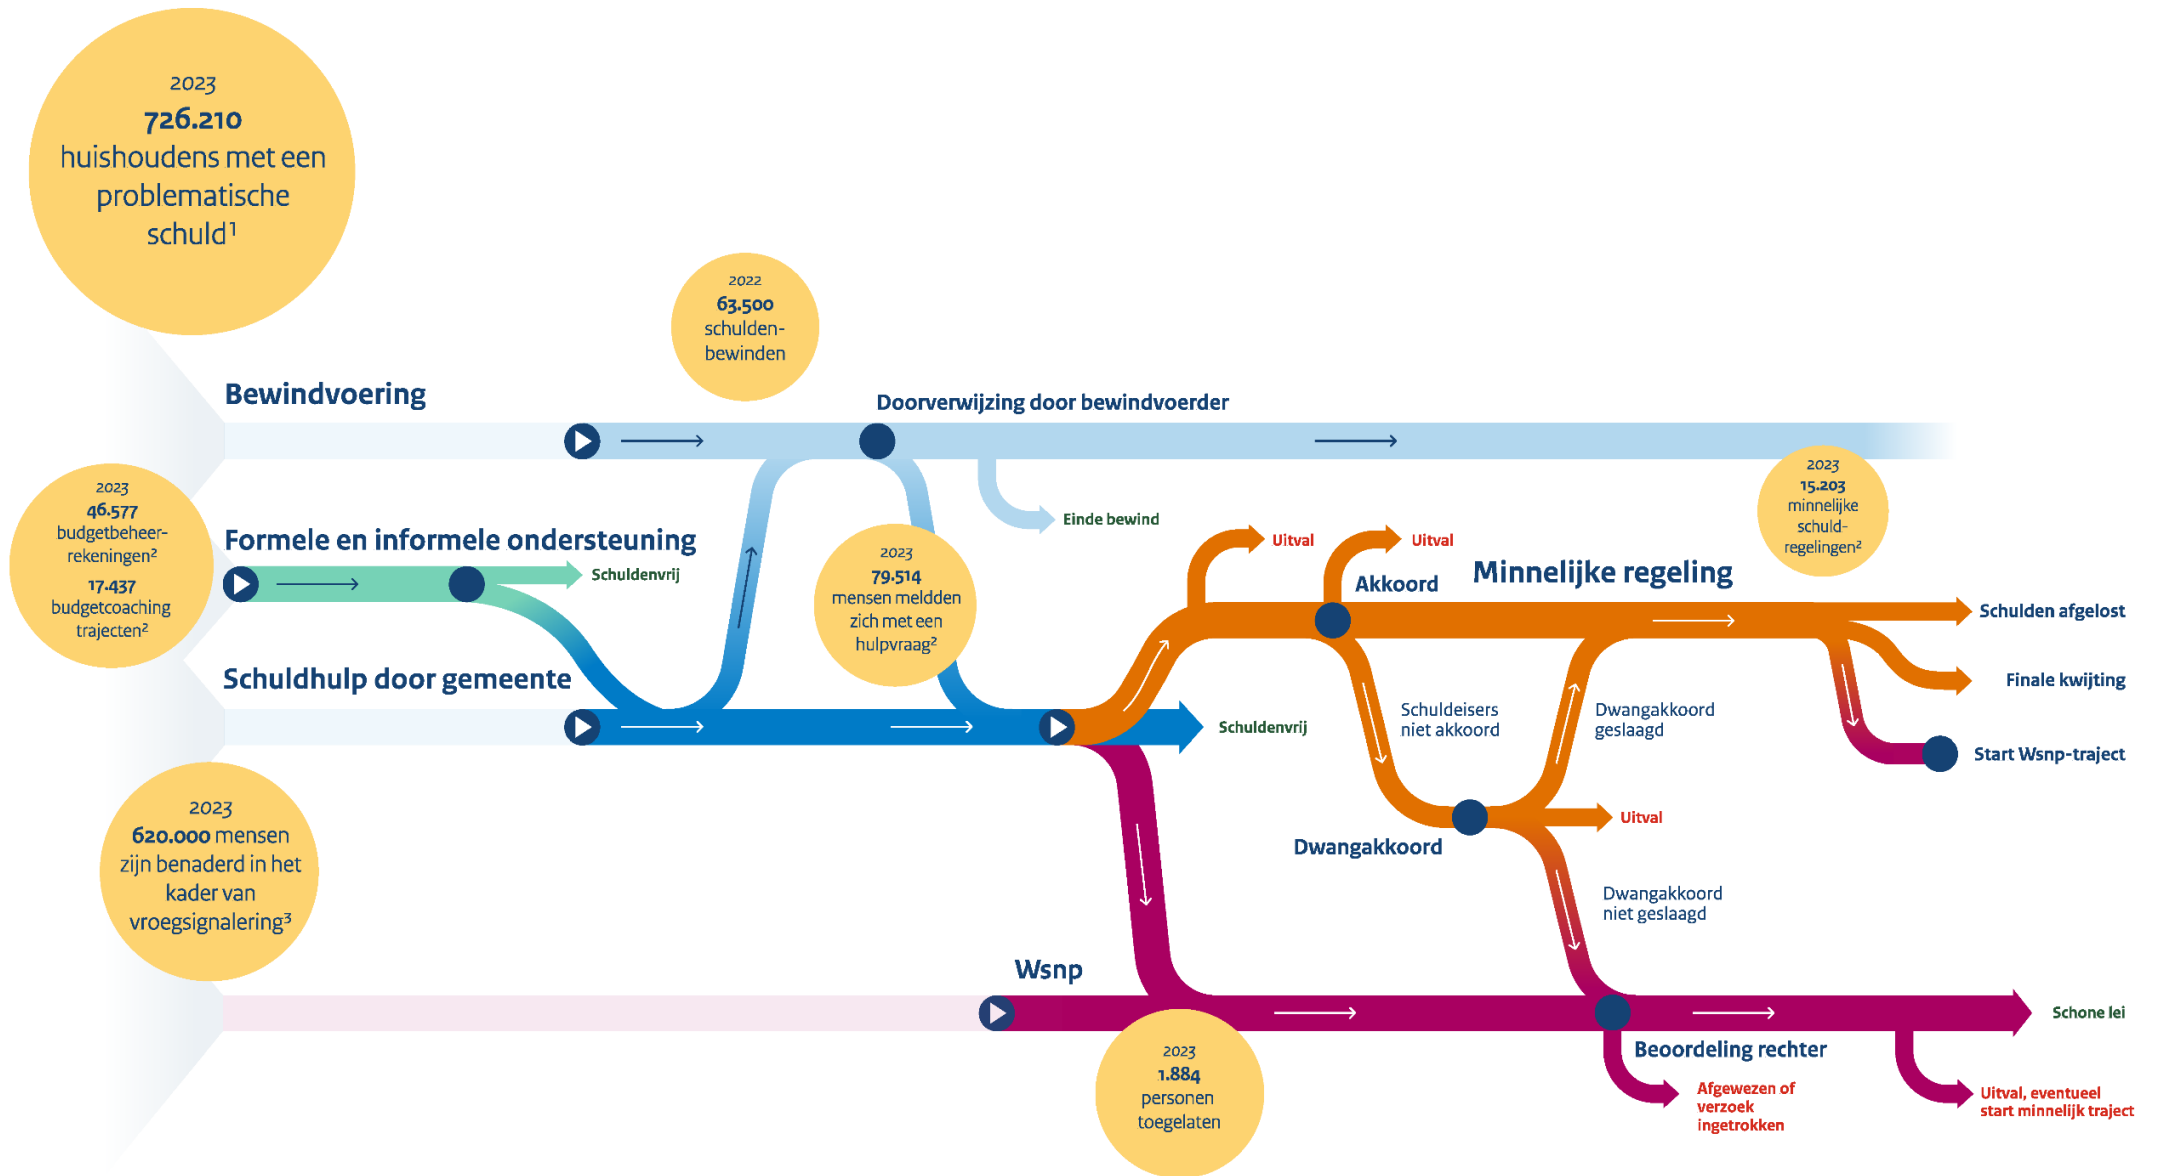 2023
726.210
huishoudens met een
problematische
schuld¹
2022
63.500
schulden-
bewinden
Bewindvoering
Doorverwijzing door bewindvoerder
2023
15.203
minnelijke
schuld-
regelingen²
2023
46.577
budgetbeheer-
rekeningen²
17.437
budgetcoaching
trajecten²
Formele en informele ondersteuning
Schuldenvrij
Einde bewind
2023
79.514
mensen meldden
zich met een
hulpvraag²
Uitval
Uitval
Akkoord
Minnelijke regeling
Schulden afgelost
Finale kwijting
Start Wsnp-traject
Schuldhulp door gemeente
Schuldenvrij
Schuldeisers
niet akkoord
Dwangakkoord
geslaagd
Uitval
Dwangakkoord
Dwangakkoord
niet geslaagd
2023
620.000 mensen
zijn benaderd in het
kader van
vroegsignalering³
Wsnp
2023
1.884
personen
toegelaten
Schone lei
Beoordeling rechter
Afgewezen of
verzoek
ingetrokken
Uitval, eventueel
start minnelijk traject